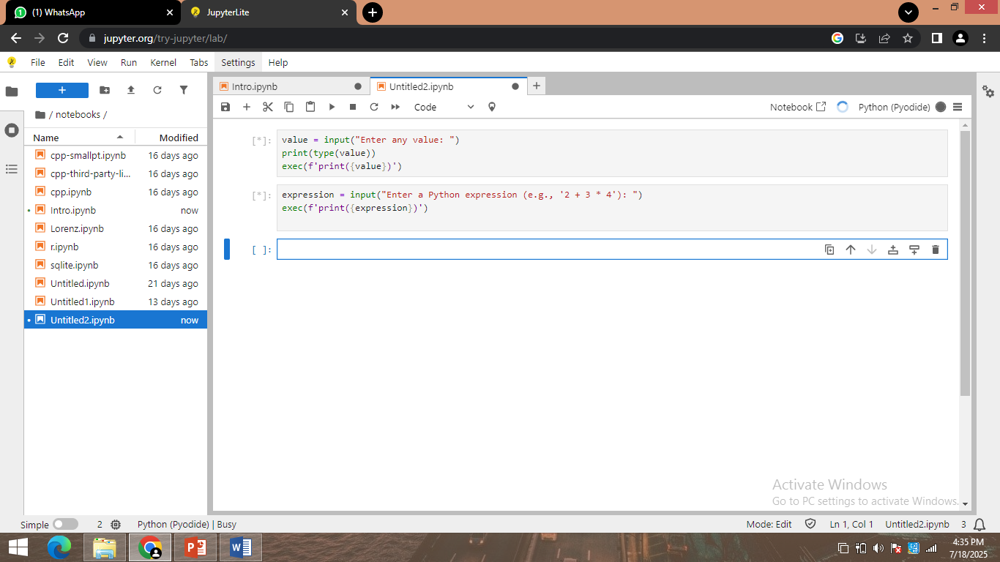 (1) WhatsApp
JupyterLite
jupyter.org/try-jupyter/lab/
File Edit View Run Kernel Tabs Settings Help
Intro.ipynb
Untitled2.ipynb
Code
Notebook
Python (Pyodide)
/ notebooks /
Name Modified
cpp-smallpt.ipynb 16 days ago
cpp-third-party-li... 16 days ago
cpp.ipynb 16 days ago
Intro.ipynb now
Lorenz.ipynb 16 days ago
r.ipynb 16 days ago
sqlite.ipynb 16 days ago
Untitled.ipynb 21 days ago
Untitled1.ipynb 13 days ago
Untitled2.ipynb now
[*]: value = input("Enter any value: ")
print(type(value))
exec(f'print({value})')
[*]: expression = input("Enter a Python expression (e.g., '2 + 3 * 4'): ")
exec(f'print({expression})')
[ ]:
Activate Windows
Go to PC settings to activate Windows.
Simple 2 Python (Pyodide) | Busy Mode: Edit Ln 1, Col 1 Untitled2.ipynb 3
4:35 PM
7/18/2025